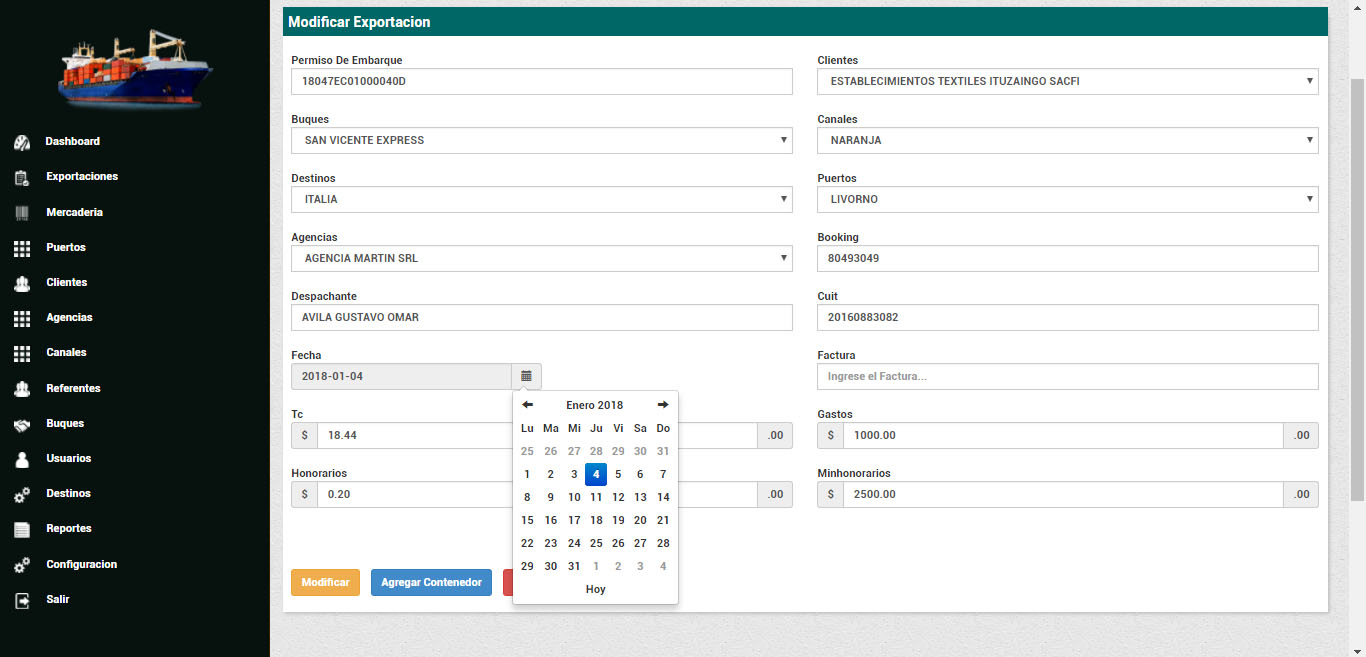 Dashboard
Exportaciones
Mercaderia
Puertos
Clientes
Agencias
Canales
Referentes
Buques
Usuarios
Destinos
Reportes
Configuracion
Salir
Modificar Exportacion
Permiso De Embarque
18047EC01000040D
Clientes
ESTABLECIMIENTOS TEXTILES ITUZAINGO SACFI
Buques
SAN VICENTE EXPRESS
Canales
NARANJA
Destinos
ITALIA
Puertos
LIVORNO
Agencias
AGENCIA MARTIN SRL
Booking
80493049
Despachante
AVILA GUSTAVO OMAR
Cuit
20160883082
Fecha
2018-01-04
Factura
Ingrese el Factura...
Tc
$ 18.44 .00
Gastos
$ 1000.00 .00
Honorarios
$ 0.20 .00
Minhonorarios
$ 2500.00 .00
Enero 2018
Lu Ma Mi Ju Vi Sa Do
25 26 27 28 29 30 31
1 2 3 4 5 6 7
8 9 10 11 12 13 14
15 16 17 18 19 20 21
22 23 24 25 26 27 28
29 30 31 1 2 3 4
Hoy
Modificar
Agregar Contenedor